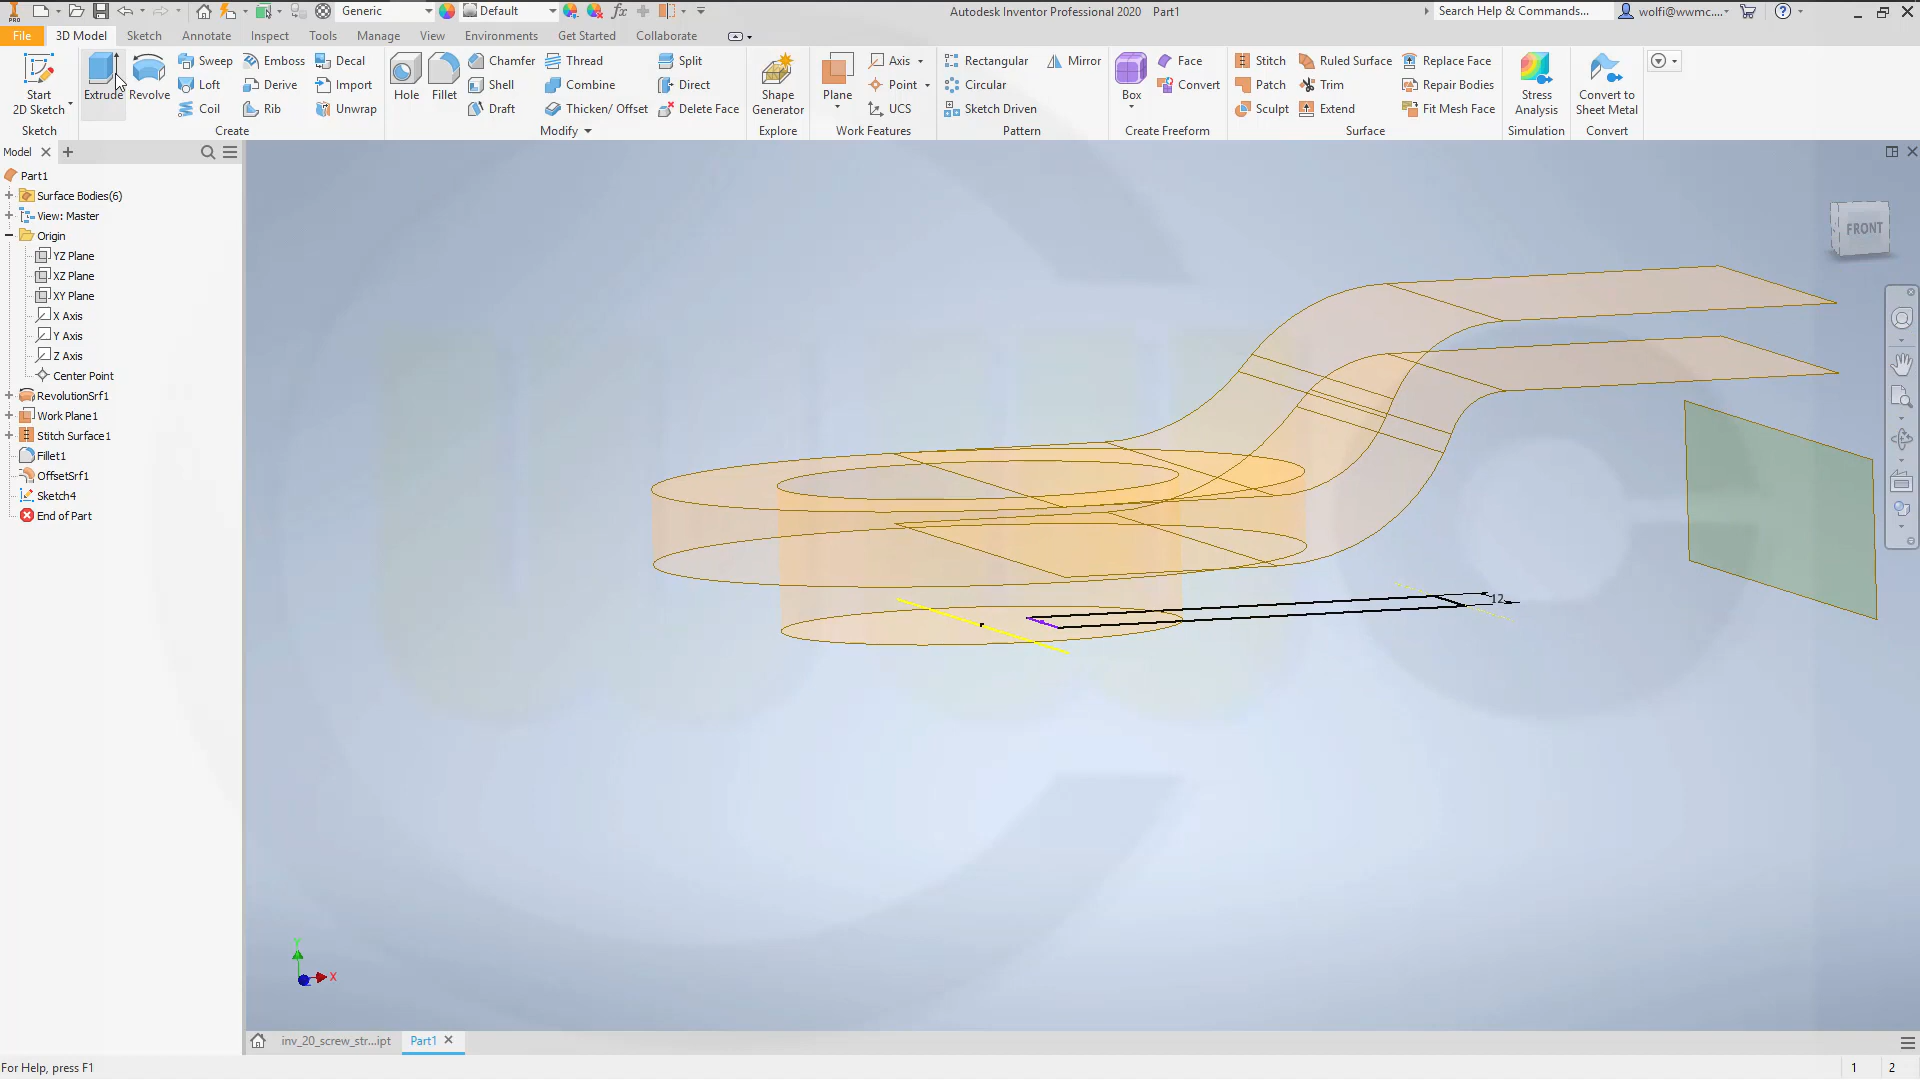 Generic
Default
Autodesk Inventor Professional 2020 Part1
Search Help & Commands...
wolfi@wwmc....
File
3D Model
Sketch
Annotate
Inspect
Tools
Manage
View
Environments
Get Started
Collaborate
Start
2D Sketch
Sketch
Extrude
Revolve
Sweep
Emboss
Decal
Loft
Derive
Import
Coil
Rib
Unwrap
Create
Hole
Fillet
Chamfer
Thread
Split
Shell
Combine
Direct
Draft
Thicken/ Offset
Delete Face
Modify
Shape
Generator
Explore
Plane
Axis
Point
UCS
Work Features
Rectangular
Mirror
Circular
Sketch Driven
Pattern
Box
Face
Convert
Create Freeform
Stitch
Ruled Surface
Replace Face
Patch
Trim
Repair Bodies
Sculpt
Extend
Fit Mesh Face
Surface
Stress
Analysis
Simulation
Convert to
Sheet Metal
Convert
Model
Part1
Surface Bodies(6)
View: Master
Origin
YZ Plane
XZ Plane
XY Plane
X Axis
Y Axis
Z Axis
Center Point
RevolutionSrf1
Work Plane1
Stitch Surface1
Fillet1
OffsetSrf1
Sketch4
End of Part
FRONT
12
Y
X
inv_20_screw_str...ipt
Part1
For Help, press F1
1
2